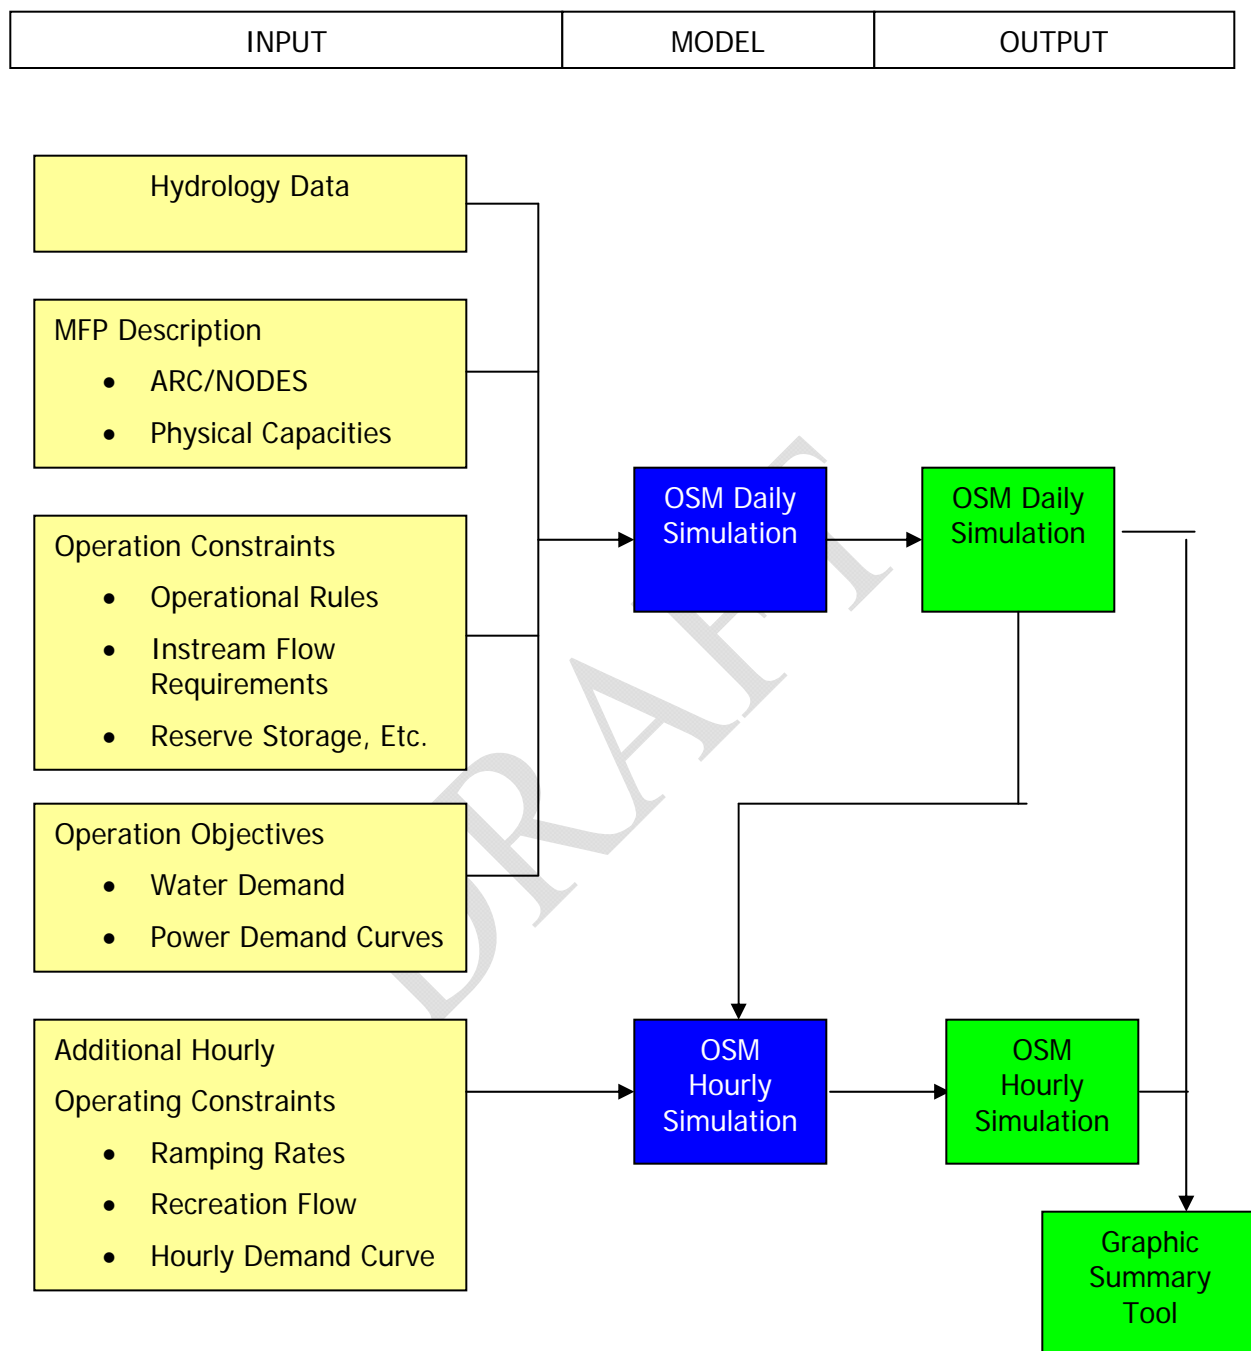 INPUT
MODEL
OUTPUT
Hydrology Data
MFP Description
• ARC/NODES
• Physical Capacities
Operation Constraints
• Operational Rules
• Instream Flow
Requirements
• Reserve Storage, Etc.
Operation Objectives
• Water Demand
• Power Demand Curves
Additional Hourly
Operating Constraints
• Ramping Rates
• Recreation Flow
• Hourly Demand Curve
OSM Daily
Simulation
OSM Daily
Simulation
OSM
Hourly
Simulation
OSM
Hourly
Simulation
Graphic
Summary
Tool
DRAFT